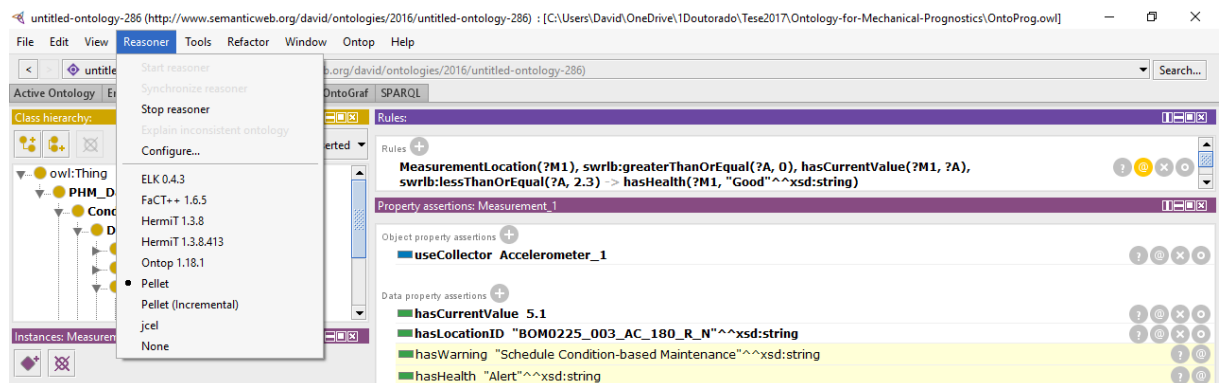 untitled-ontology-286 (http://www.semanticweb.org/david/ontologies/2016/untitled-ontology-286) : [C:\Users\David\OneDrive\1Doutorado\Tese2017\Ontology-for-Mechanical-Prognostics\OntoProg.owl]
File Edit View Reasoner Tools Refactor Window Ontop Help
< > untitle b.org/david/ontologies/2016/untitled-ontology-286) Search...
Active Ontology E OntoGraf SPARQL
Start reasoner
Synchronize reasoner
Stop reasoner
Explain inconsistent ontology
Configure...
ELK 0.4.3
FaCT++ 1.6.5
HermiT 1.3.8
HermiT 1.3.8.413
Ontop 1.18.1
Pellet
Pellet (Incremental)
jcel
None
Class hierarchy:
erted
owl:Thing
PHM_D
Cond
D
Instances: Measuren
Rules:
Rules
MeasurementLocation(?M1), swrlb:greaterThanOrEqual(?A, 0), hasCurrentValue(?M1, ?A),
swrlb:lessThanOrEqual(?A, 2.3) -> hasHealth(?M1, "Good"^^xsd:string)
Property assertions: Measurement_1
Object property assertions
useCollector Accelerometer_1
Data property assertions
hasCurrentValue 5.1
hasLocationID "BOM0225_003_AC_180_R_N"^^xsd:string
hasWarning "Schedule Condition-based Maintenance"^^xsd:string
hasHealth "Alert"^^xsd:string